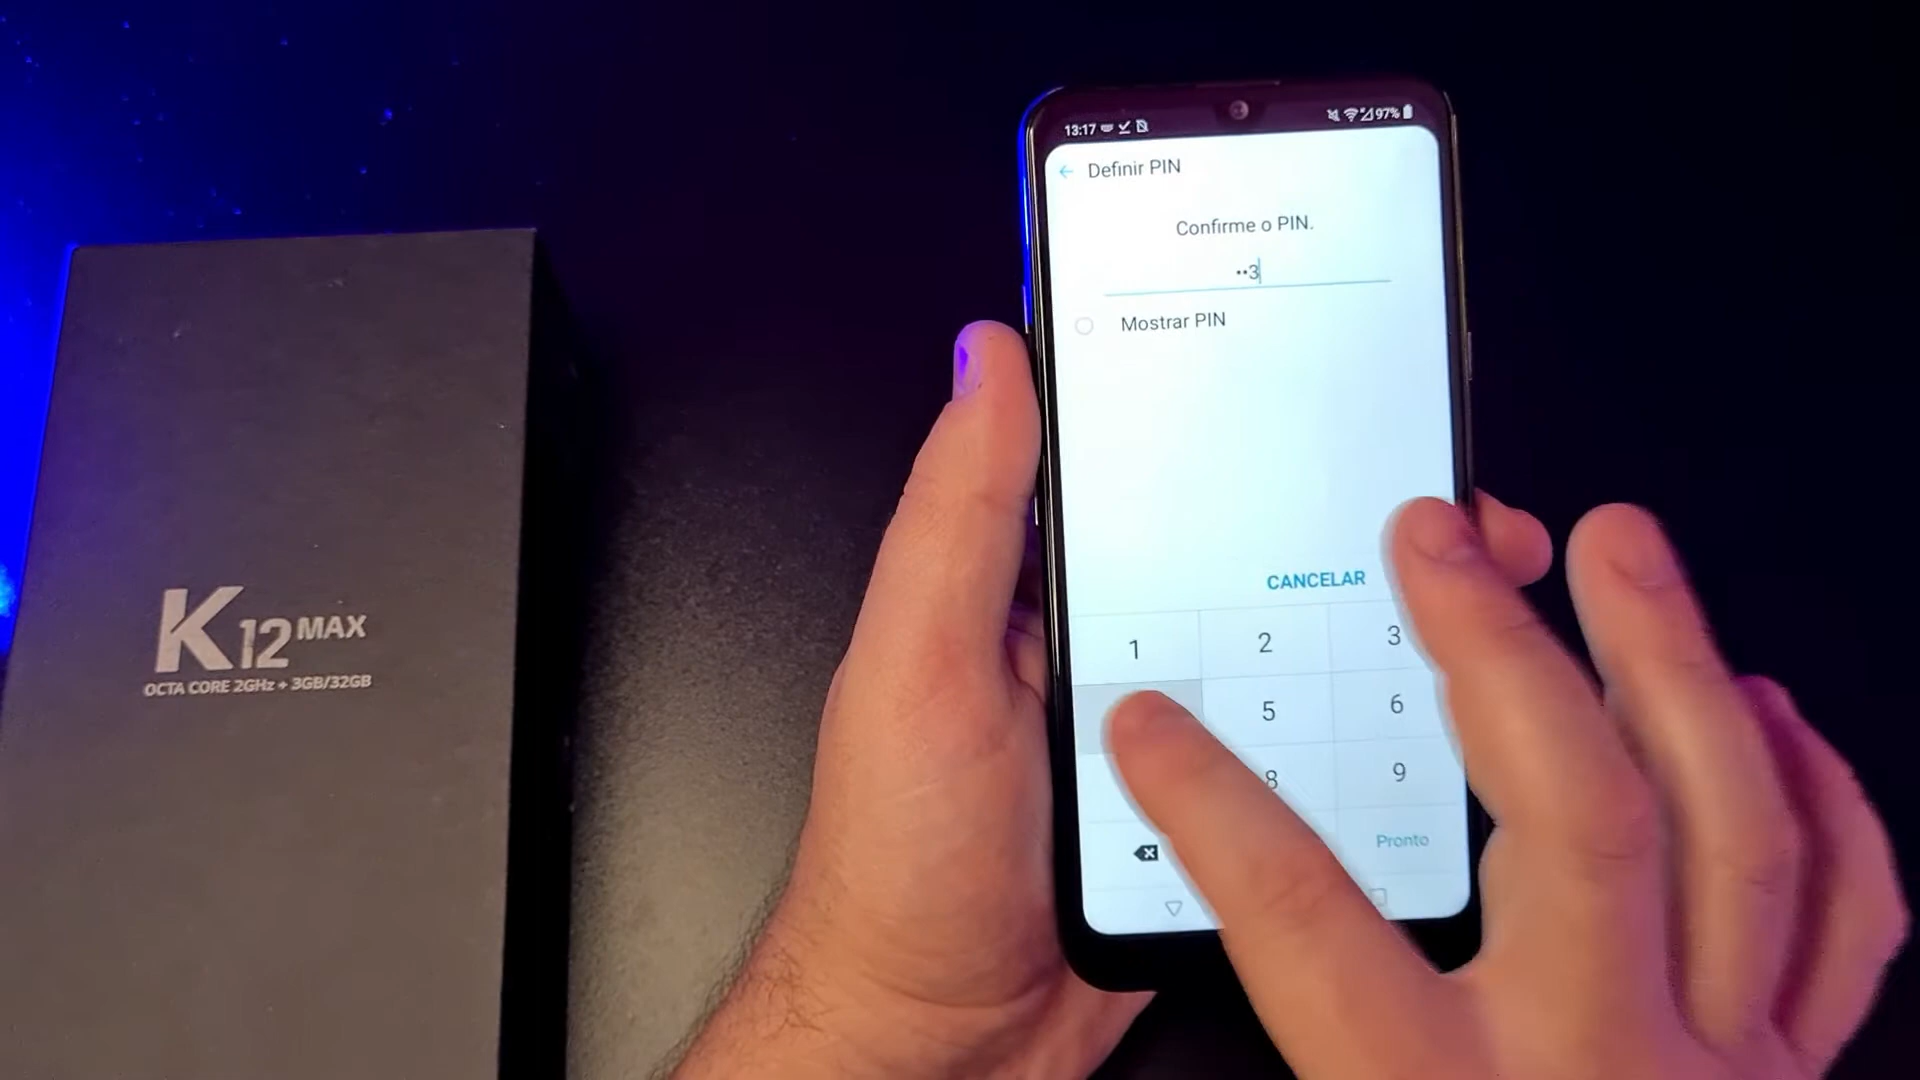 K12 MAX
OCTA CORE 2GHz + 3GB/32GB
13:17
97%
Definir PIN
Confirme o PIN.
••3
Mostrar PIN
CANCELAR
1 2 3
5 6
8 9
Pronto